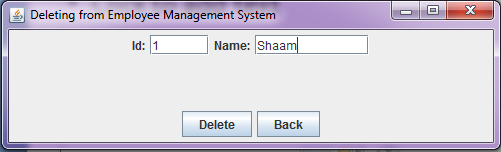 Deleting from Employee Management System
Id: 1 Name: Shaam
Delete Back